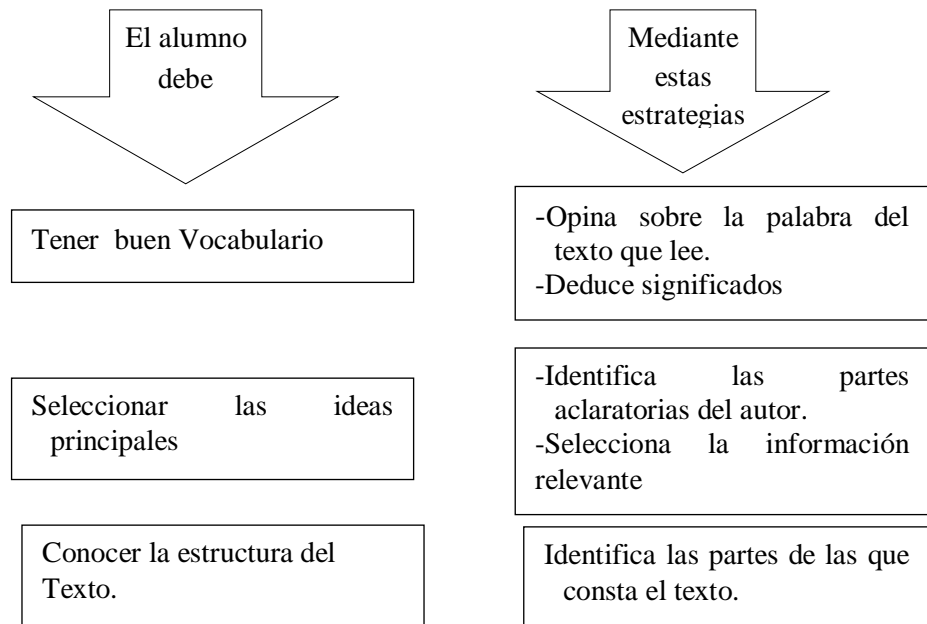 El alumno
debe
Mediante
estas
estrategias
Tener buen Vocabulario
-Opina sobre la palabra del
texto que lee.
-Deduce significados
Seleccionar las ideas
principales
-Identifica las partes
aclaratorias del autor.
-Selecciona la información
relevante
Conocer la estructura del
Texto.
Identifica las partes de las que
consta el texto.